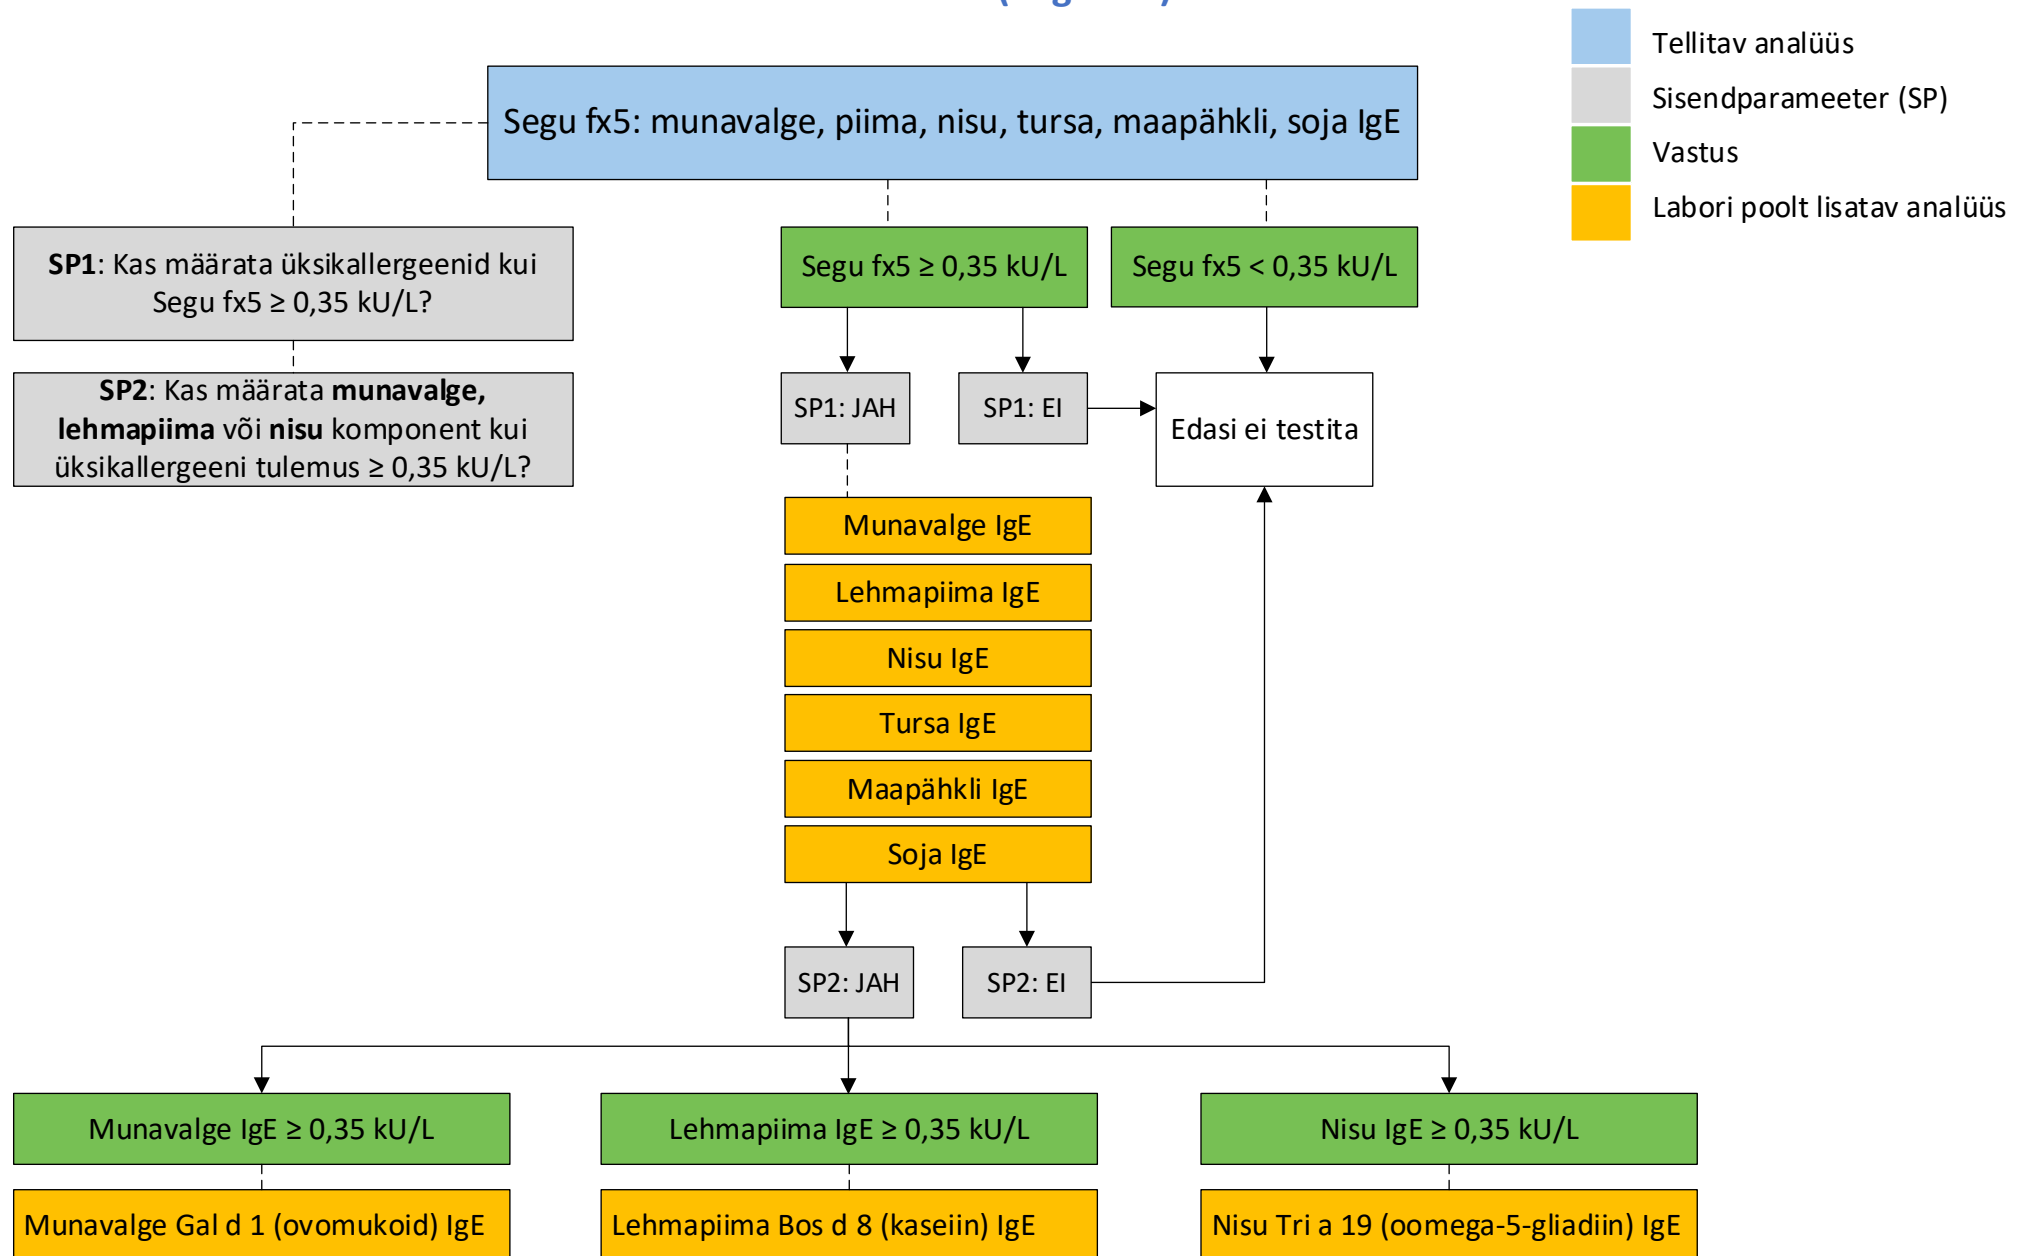 Tellitav analüüs
Sisendparameeter (SP)
Vastus
Labori poolt lisatav analüüs
Segu fx5: munavalge, piima, nisu, tursa, maapähkli, soja IgE
SP1: Kas määrata üksikallergeenid kui
Segu fx5 ≥ 0,35 kU/L?
Segu fx5 ≥ 0,35 kU/L
Segu fx5 < 0,35 kU/L
SP2: Kas määrata munavalge,
lehmapiima või nisu komponent kui
üksikallergeeni tulemus ≥ 0,35 kU/L?
SP1: JAH
SP1: EI
Edasi ei testita
Munavalge IgE
Lehmapiima IgE
Nisu IgE
Tursa IgE
Maapähkli IgE
Soja IgE
SP2: JAH
SP2: EI
Munavalge IgE ≥ 0,35 kU/L
Lehmapiima IgE ≥ 0,35 kU/L
Nisu IgE ≥ 0,35 kU/L
Munavalge Gal d 1 (ovomukoid) IgE
Lehmapiima Bos d 8 (kaseiin) IgE
Nisu Tri a 19 (oomega-5-gliadiin) IgE